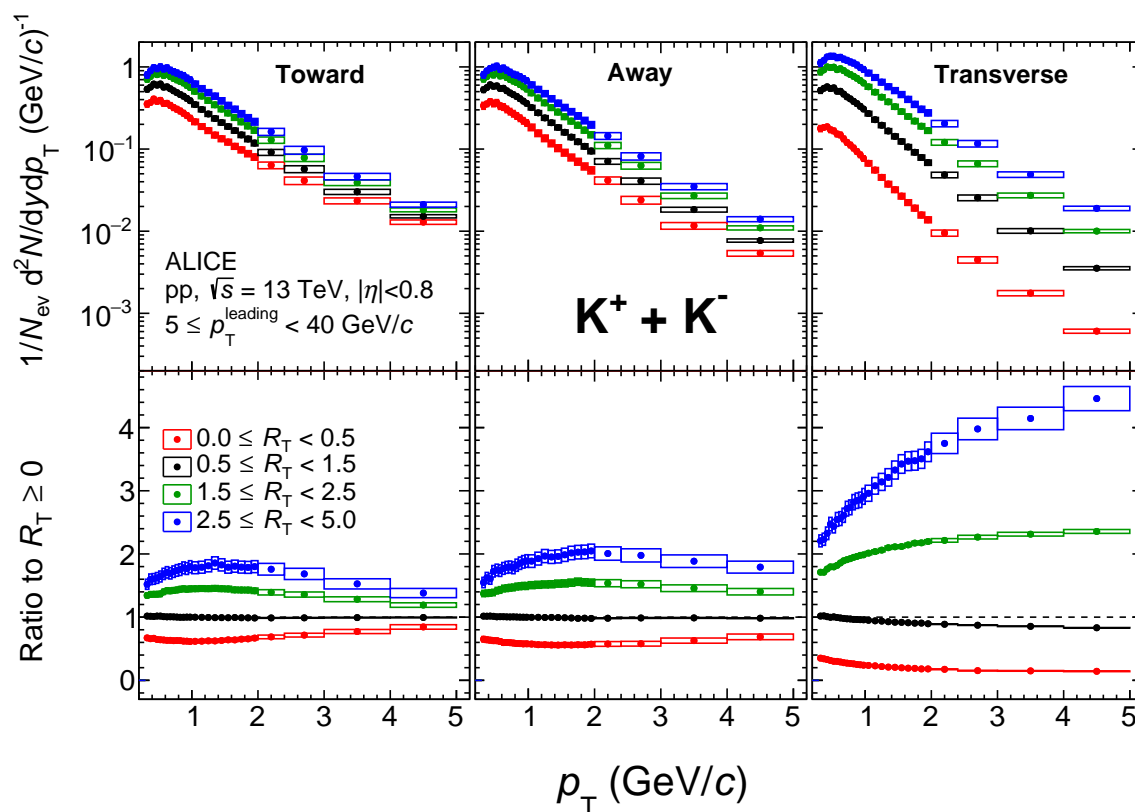 1/N_ev d²N/dydp_T (GeV/c)⁻¹
1
10⁻¹
10⁻²
10⁻³
Toward
Away
Transverse
ALICE
pp, √s = 13 TeV, |η|<0.8
5 ≤ p_T^leading < 40 GeV/c
K⁺ + K⁻
Ratio to R_T ≥ 0
4
3
2
1
0
0.0 ≤ R_T < 0.5
0.5 ≤ R_T < 1.5
1.5 ≤ R_T < 2.5
2.5 ≤ R_T < 5.0
1 2 3 4 5 1 2 3 4 5 1 2 3 4 5
p_T (GeV/c)